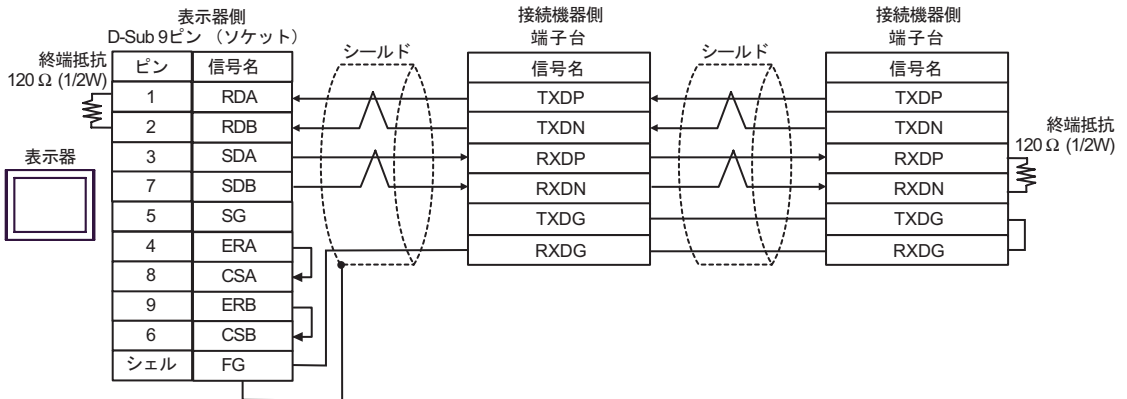 表示器側
D-Sub 9ピン （ソケット）
終端抵抗
120 Ω (1/2W)
表示器
ピン 信号名
1 RDA
2 RDB
3 SDA
7 SDB
5 SG
4 ERA
8 CSA
9 ERB
6 CSB
シェル FG
シールド
接続機器側
端子台
信号名
TXDP
TXDN
RXDP
RXDN
TXDG
RXDG
シールド
接続機器側
端子台
信号名
TXDP
TXDN
RXDP
RXDN
TXDG
RXDG
終端抵抗
120 Ω (1/2W)